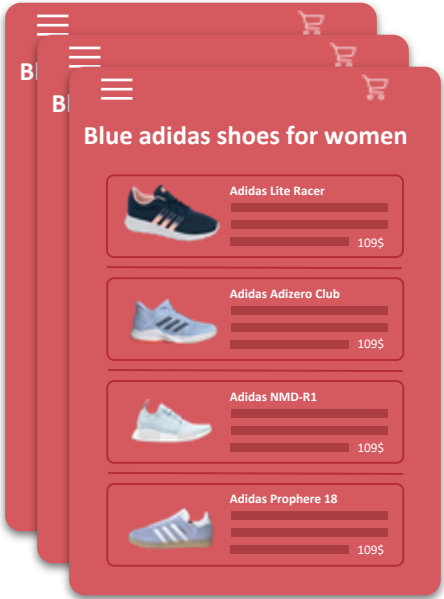 B
B
Blue adidas shoes for women
Adidas Lite Racer
109$
Adidas Adizero Club
109$
Adidas NMD-R1
109$
Adidas Prophere 18
109$